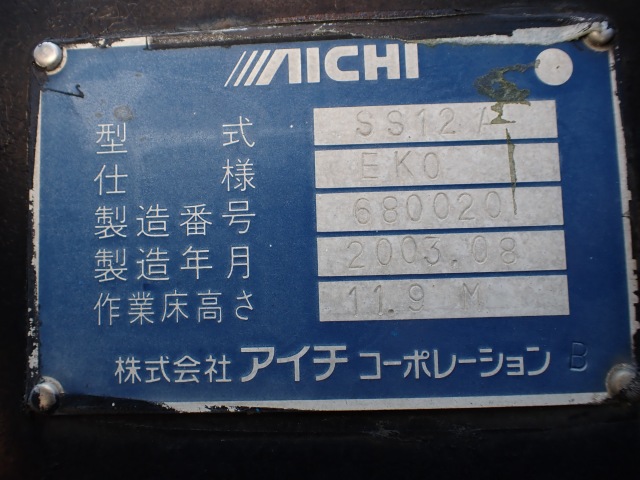 AICHI
型式 SS12A
仕様 EK0
製造番号 680020
製造年月 2003.08
作業床高さ 11.9 M
株式会社 アイチ コーポレーション B